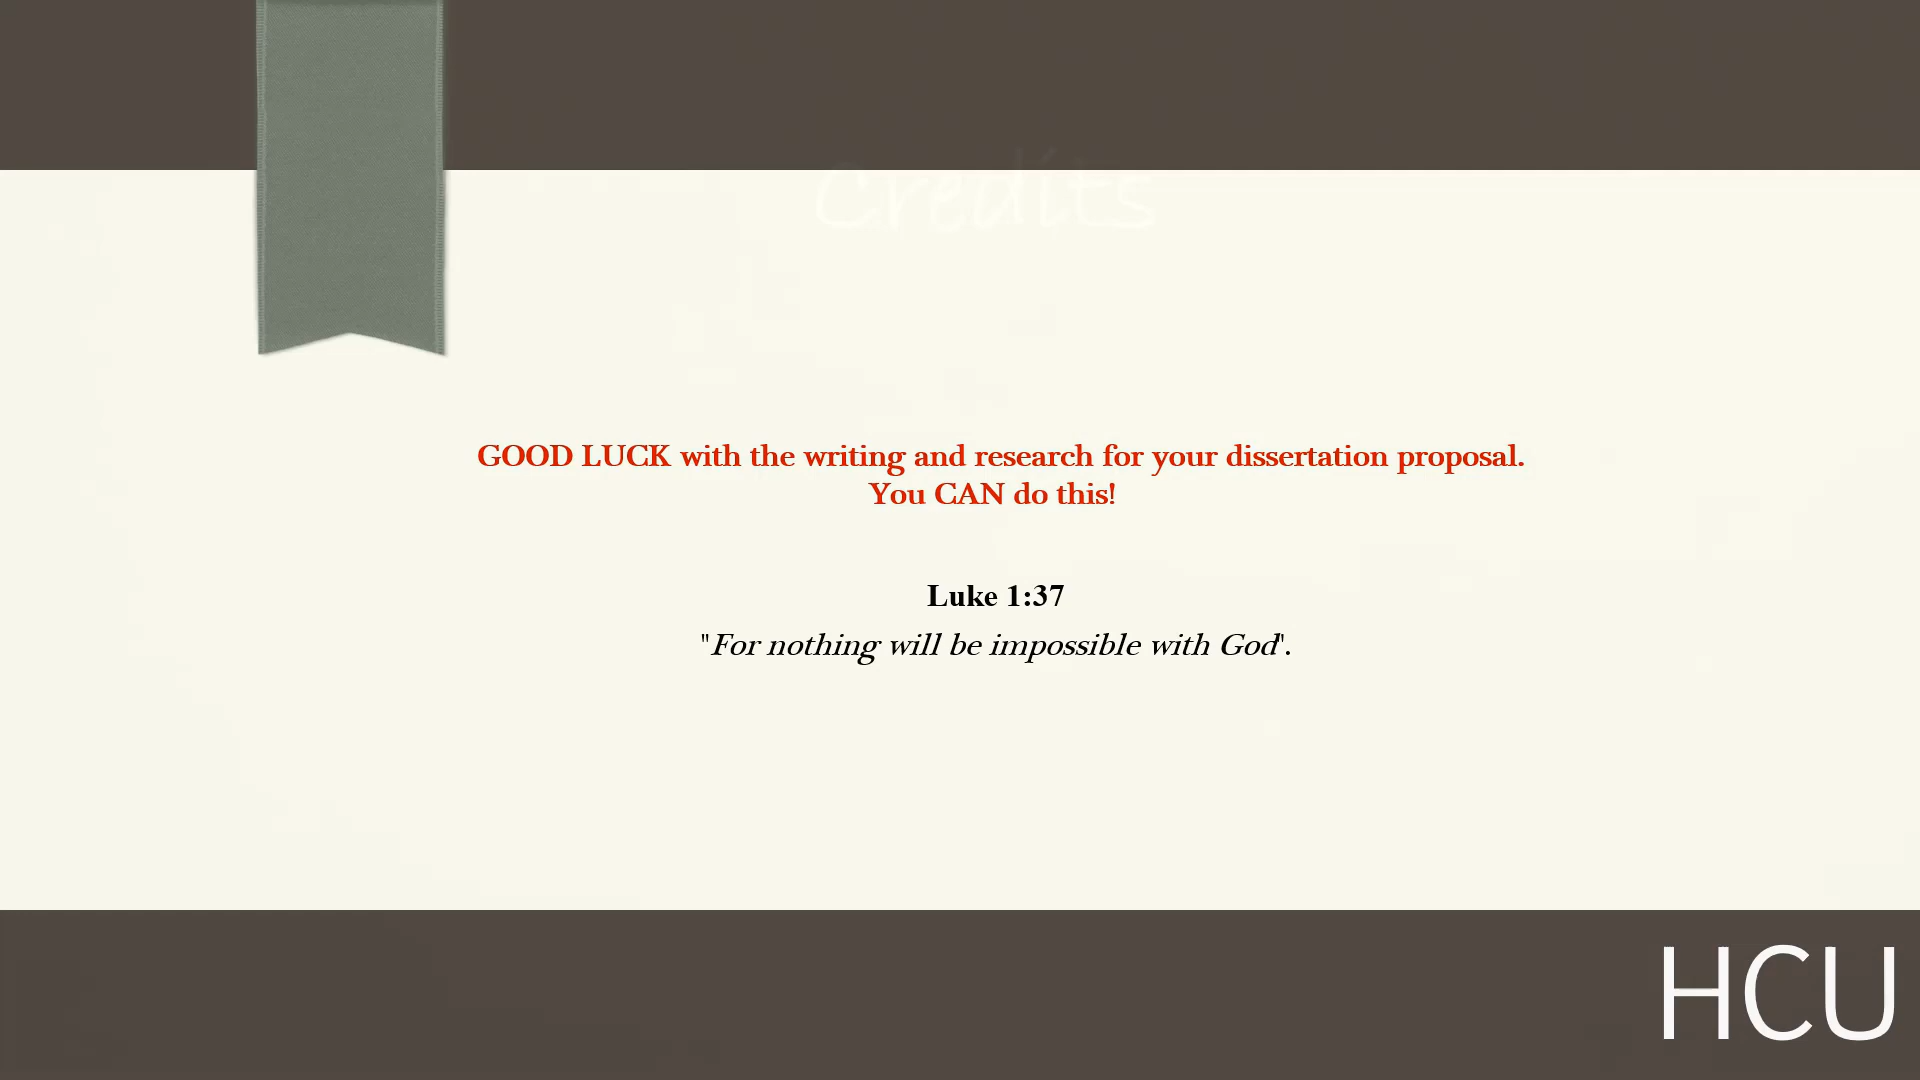 Credits
GOOD LUCK with the writing and research for your dissertation proposal.
You CAN do this!
Luke 1:37
"For nothing will be impossible with God".
HCU